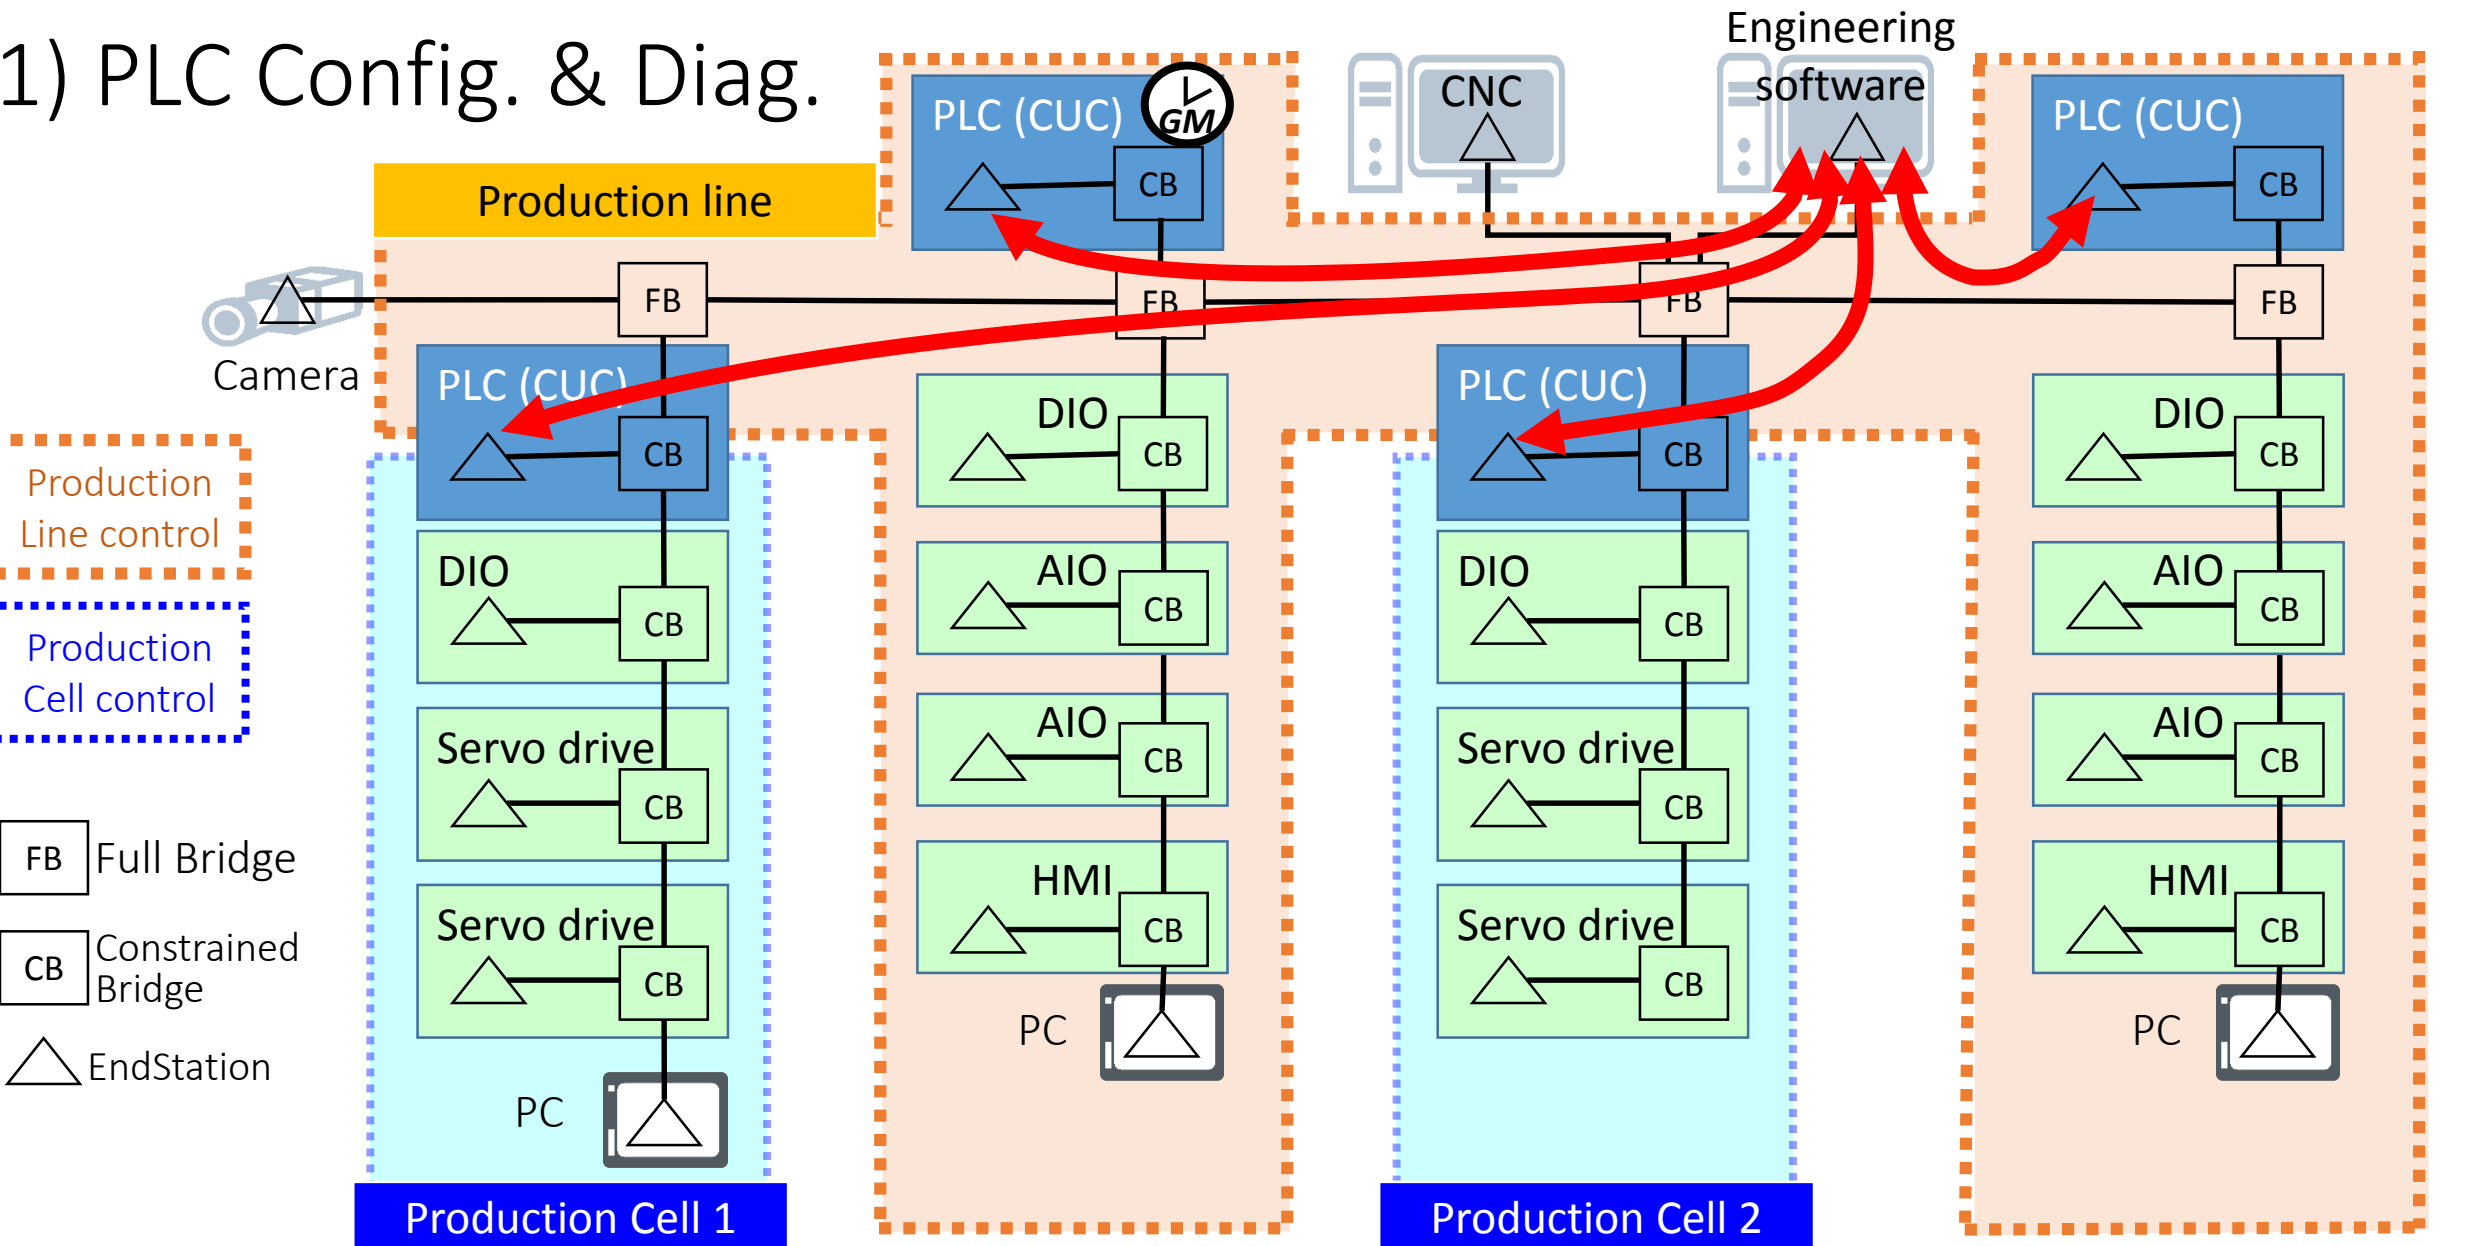 1) PLC Config. & Diag.
Engineering
software
CNC
PLC (CUC)
GM
CB
PLC (CUC)
CB
Production line
FB
FB
FB
FB
Camera
PLC (CUC)
CB
DIO
CB
Servo drive
CB
Servo drive
CB
PC
Production Cell 1
DIO
CB
AIO
CB
AIO
CB
HMI
CB
PC
PLC (CUC)
CB
DIO
CB
Servo drive
CB
Servo drive
CB
Production Cell 2
DIO
CB
AIO
CB
AIO
CB
HMI
CB
PC
Production
Line control
Production
Cell control
FB
Full Bridge
CB
Constrained
Bridge
EndStation